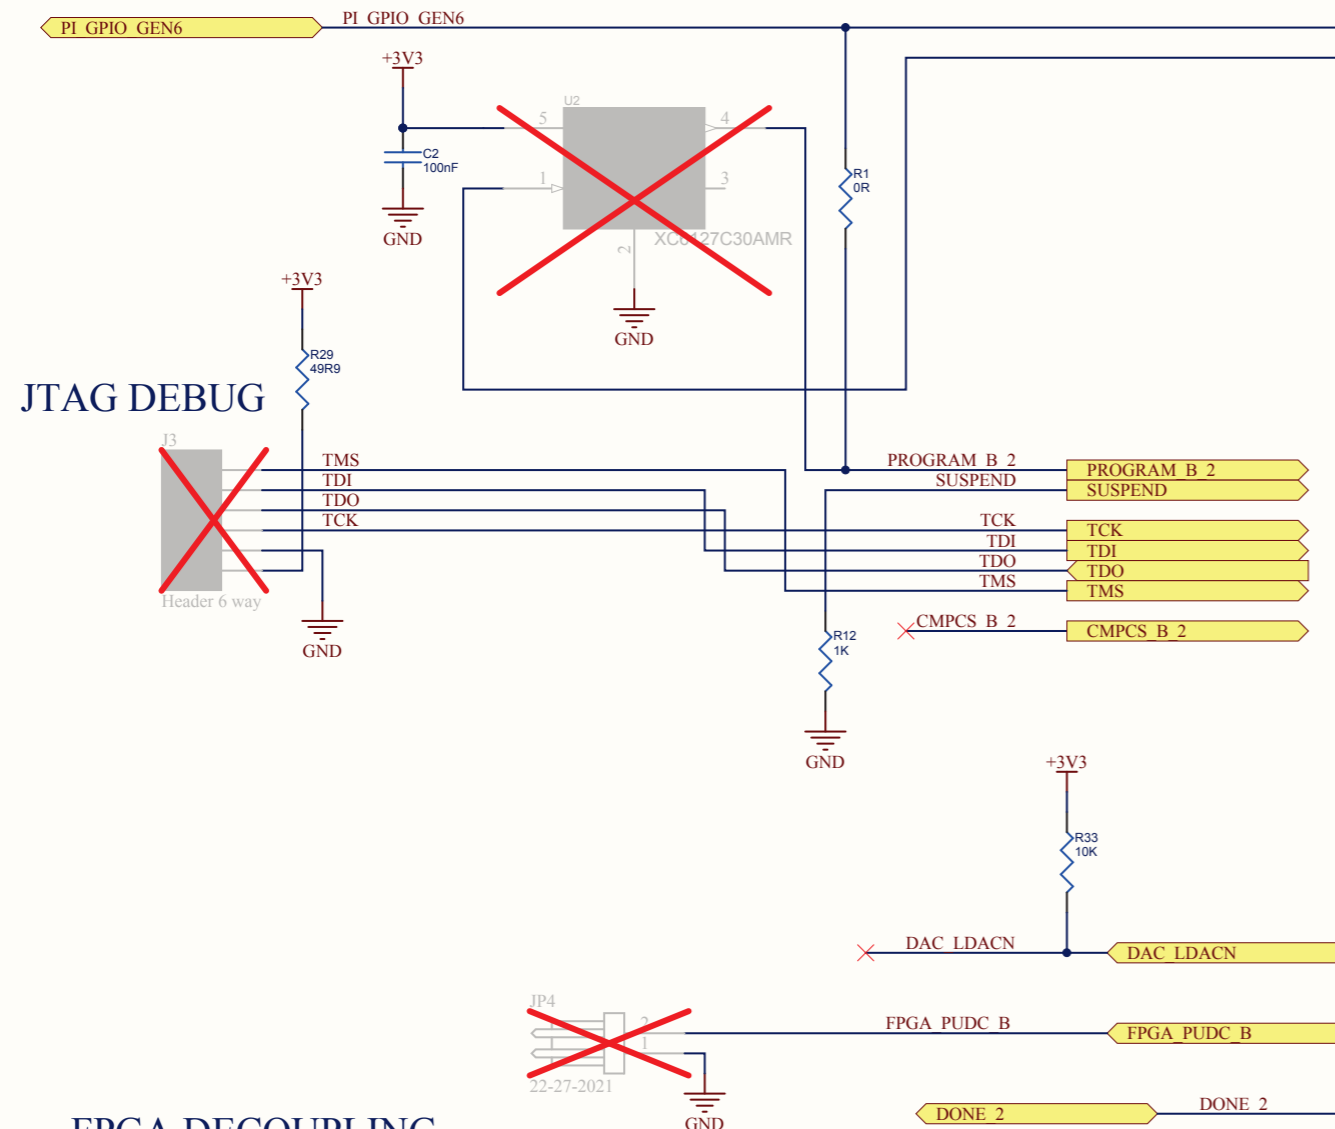 PI_GPIO_GEN6
PI_GPIO_GEN6
+3V3
U2
5
4
C2
100nF
1
3
R1
0R
GND
XC6127C30AMR
2
+3V3
GND
R29
49R9
JTAG DEBUG
J3
TMS
PROGRAM_B_2
PROGRAM_B_2
TDI
SUSPEND
SUSPEND
TDO
TCK
TCK
TCK
TDI
TDI
TDO
TDO
TMS
TMS
Header 6 way
GND
CMPCS_B_2
CMPCS_B_2
R12
1K
GND
+3V3
R33
10K
DAC_LDACN
DAC_LDACN
JP4
2
FPGA_PUDC_B
FPGA_PUDC_B
1
22-27-2021
GND
DONE_2
DONE_2
FPGA DECOUPLING